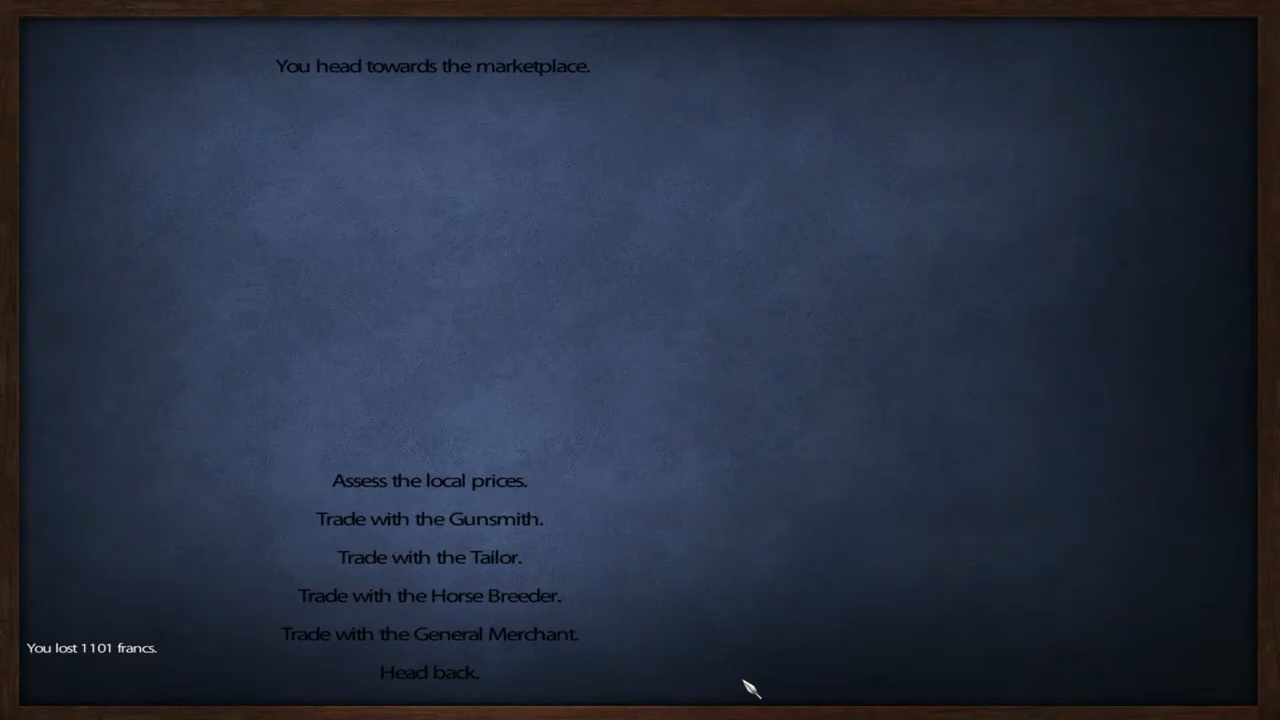 You head towards the marketplace.
Assess the local prices.
Trade with the Gunsmith.
Trade with the Tailor.
Trade with the Horse Breeder.
Trade with the General Merchant.
You lost 1101 francs.
Head back.